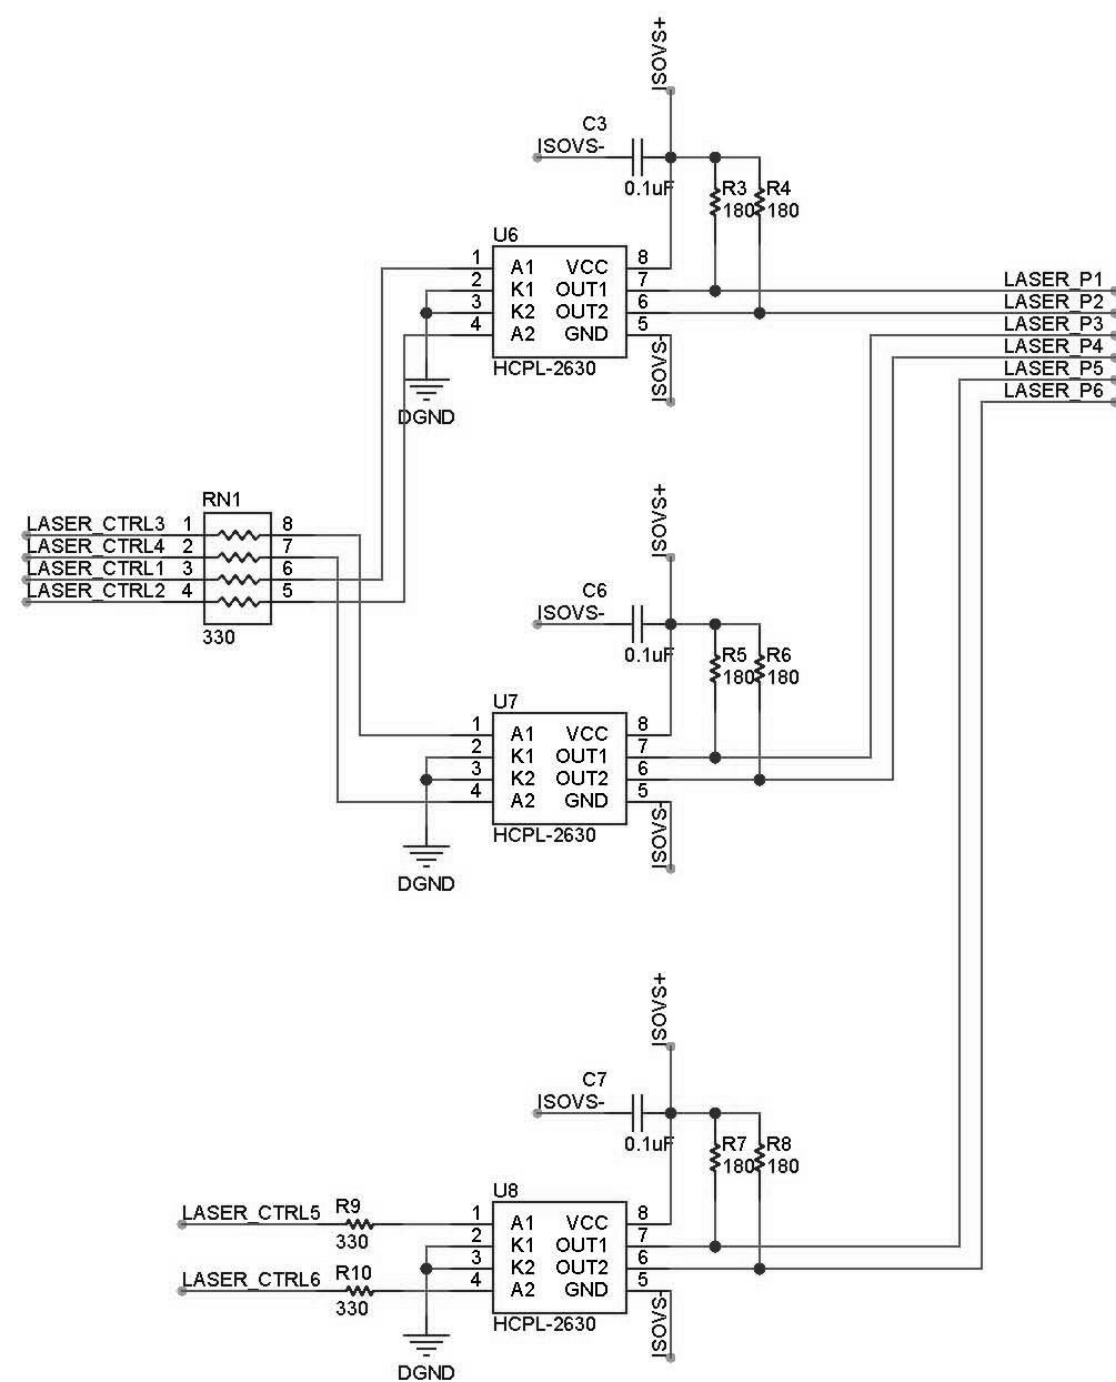 ISOVS+
C3
ISOVS-
0.1uF
R3 R4
180 180
U6
1 A1 VCC 8
2 K1 OUT1 7
3 K2 OUT2 6
4 A2 GND 5
HCPL-2630
ISOVS-
DGND
LASER_P1
LASER_P2
LASER_P3
LASER_P4
LASER_P5
LASER_P6
RN1
LASER_CTRL3 1 8
LASER_CTRL4 2 7
LASER_CTRL1 3 6
LASER_CTRL2 4 5
330
ISOVS+
C6
ISOVS-
0.1uF
R5 R6
180 180
U7
1 A1 VCC 8
2 K1 OUT1 7
3 K2 OUT2 6
4 A2 GND 5
HCPL-2630
ISOVS-
DGND
ISOVS+
C7
ISOVS-
0.1uF
R7 R8
180 180
U8
LASER_CTRL5 R9 1 A1 VCC 8
330
2 K1 OUT1 7
3 K2 OUT2 6
LASER_CTRL6 R10 4 A2 GND 5
330
HCPL-2630
ISOVS-
DGND